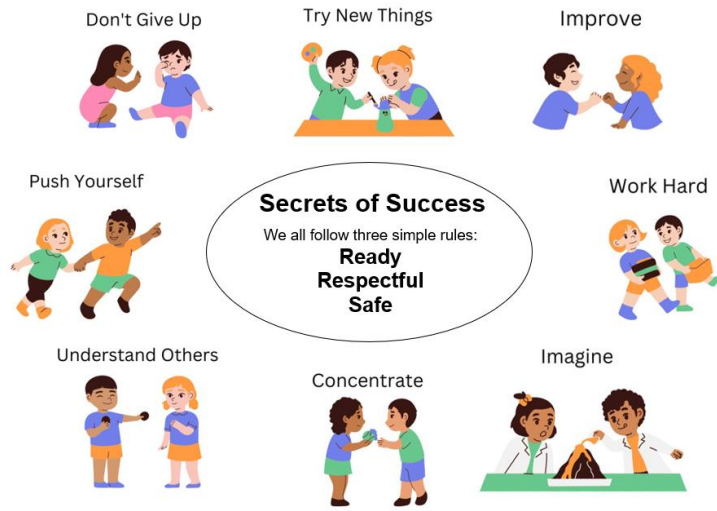 Don't Give Up
Try New Things
Improve
Push Yourself
Secrets of Success
We all follow three simple rules:
Ready
Respectful
Safe
Work Hard
Understand Others
Concentrate
Imagine